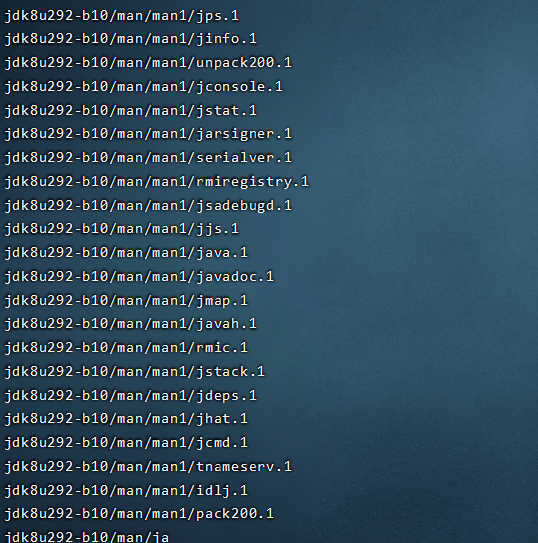 jdk8u292-b10/man/man1/jps.1
jdk8u292-b10/man/man1/jinfo.1
jdk8u292-b10/man/man1/unpack200.1
jdk8u292-b10/man/man1/jconsole.1
jdk8u292-b10/man/man1/jstat.1
jdk8u292-b10/man/man1/jarsigner.1
jdk8u292-b10/man/man1/serialver.1
jdk8u292-b10/man/man1/rmiregistry.1
jdk8u292-b10/man/man1/jsadebugd.1
jdk8u292-b10/man/man1/jjs.1
jdk8u292-b10/man/man1/java.1
jdk8u292-b10/man/man1/javadoc.1
jdk8u292-b10/man/man1/jmap.1
jdk8u292-b10/man/man1/javah.1
jdk8u292-b10/man/man1/rmic.1
jdk8u292-b10/man/man1/jstack.1
jdk8u292-b10/man/man1/jdeps.1
jdk8u292-b10/man/man1/jhat.1
jdk8u292-b10/man/man1/jcmd.1
jdk8u292-b10/man/man1/tnameserv.1
jdk8u292-b10/man/man1/idlj.1
jdk8u292-b10/man/man1/pack200.1
jdk8u292-b10/man/ja